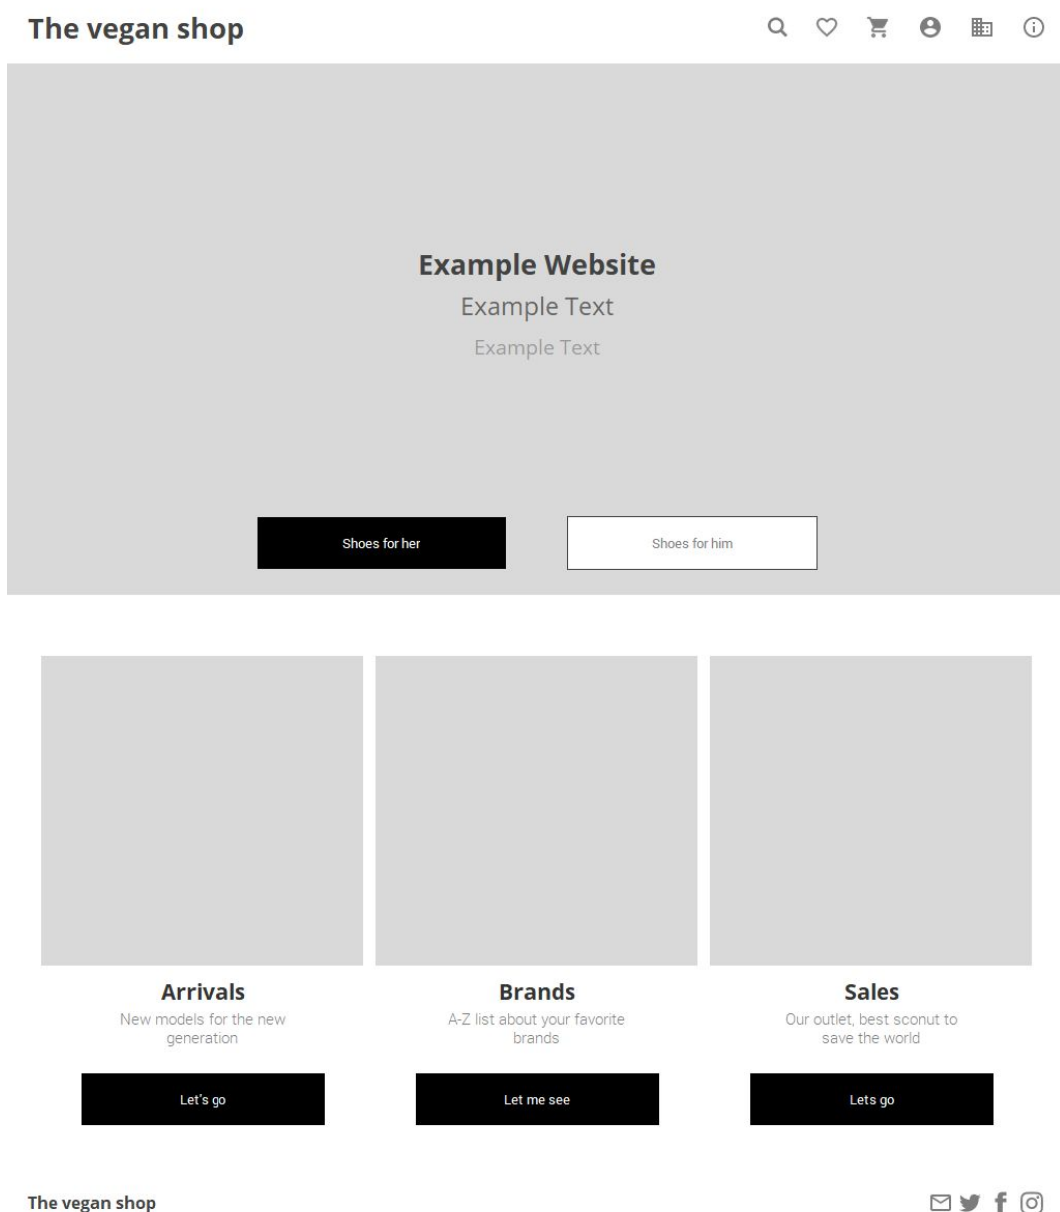 The vegan shop
Example Website
Example Text
Example Text
Shoes for her
Shoes for him
Arrivals
New models for the new
generation
Let's go
Brands
A-Z list about your favorite
brands
Let me see
Sales
Our outlet, best sconut to
save the world
Lets go
The vegan shop